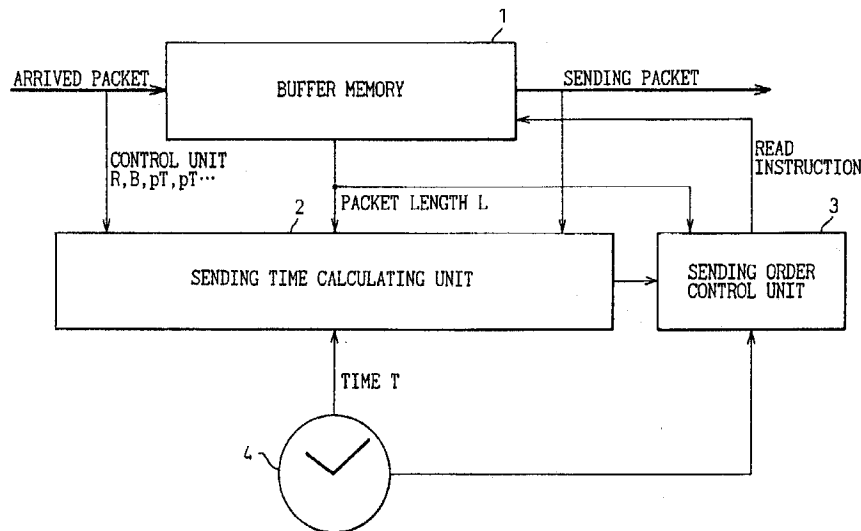 1
ARRIVED PACKET
BUFFER MEMORY
SENDING PACKET
CONTROL UNIT
R,B,pT,pT···
READ
INSTRUCTION
PACKET LENGTH L
2
3
SENDING TIME CALCULATING UNIT
SENDING ORDER
CONTROL UNIT
TIME T
4